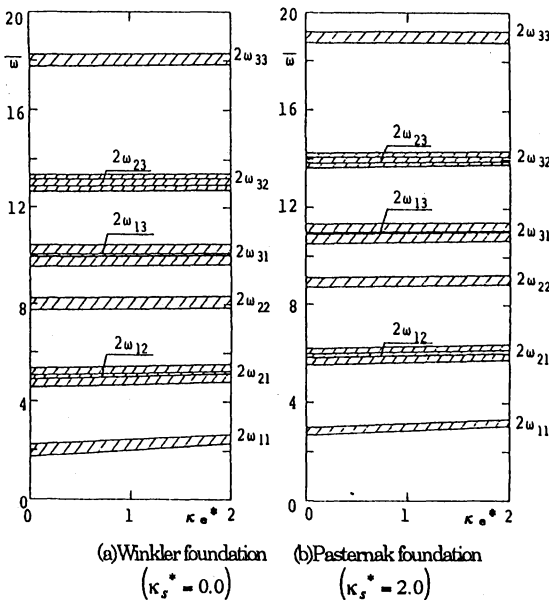 20
ω̅
16
12
8
4
0
0
1
κe*
2
2ω33
2ω23
2ω32
2ω13
2ω31
2ω22
2ω12
2ω21
2ω11
20
ω̅
16
12
8
4
0
0
1
κe*
2
2ω33
2ω23
2ω32
2ω13
2ω31
2ω22
2ω12
2ω21
2ω11
(a)Winkler foundation
(κs* = 0.0)
(b)Pasternak foundation
(κs* = 2.0)